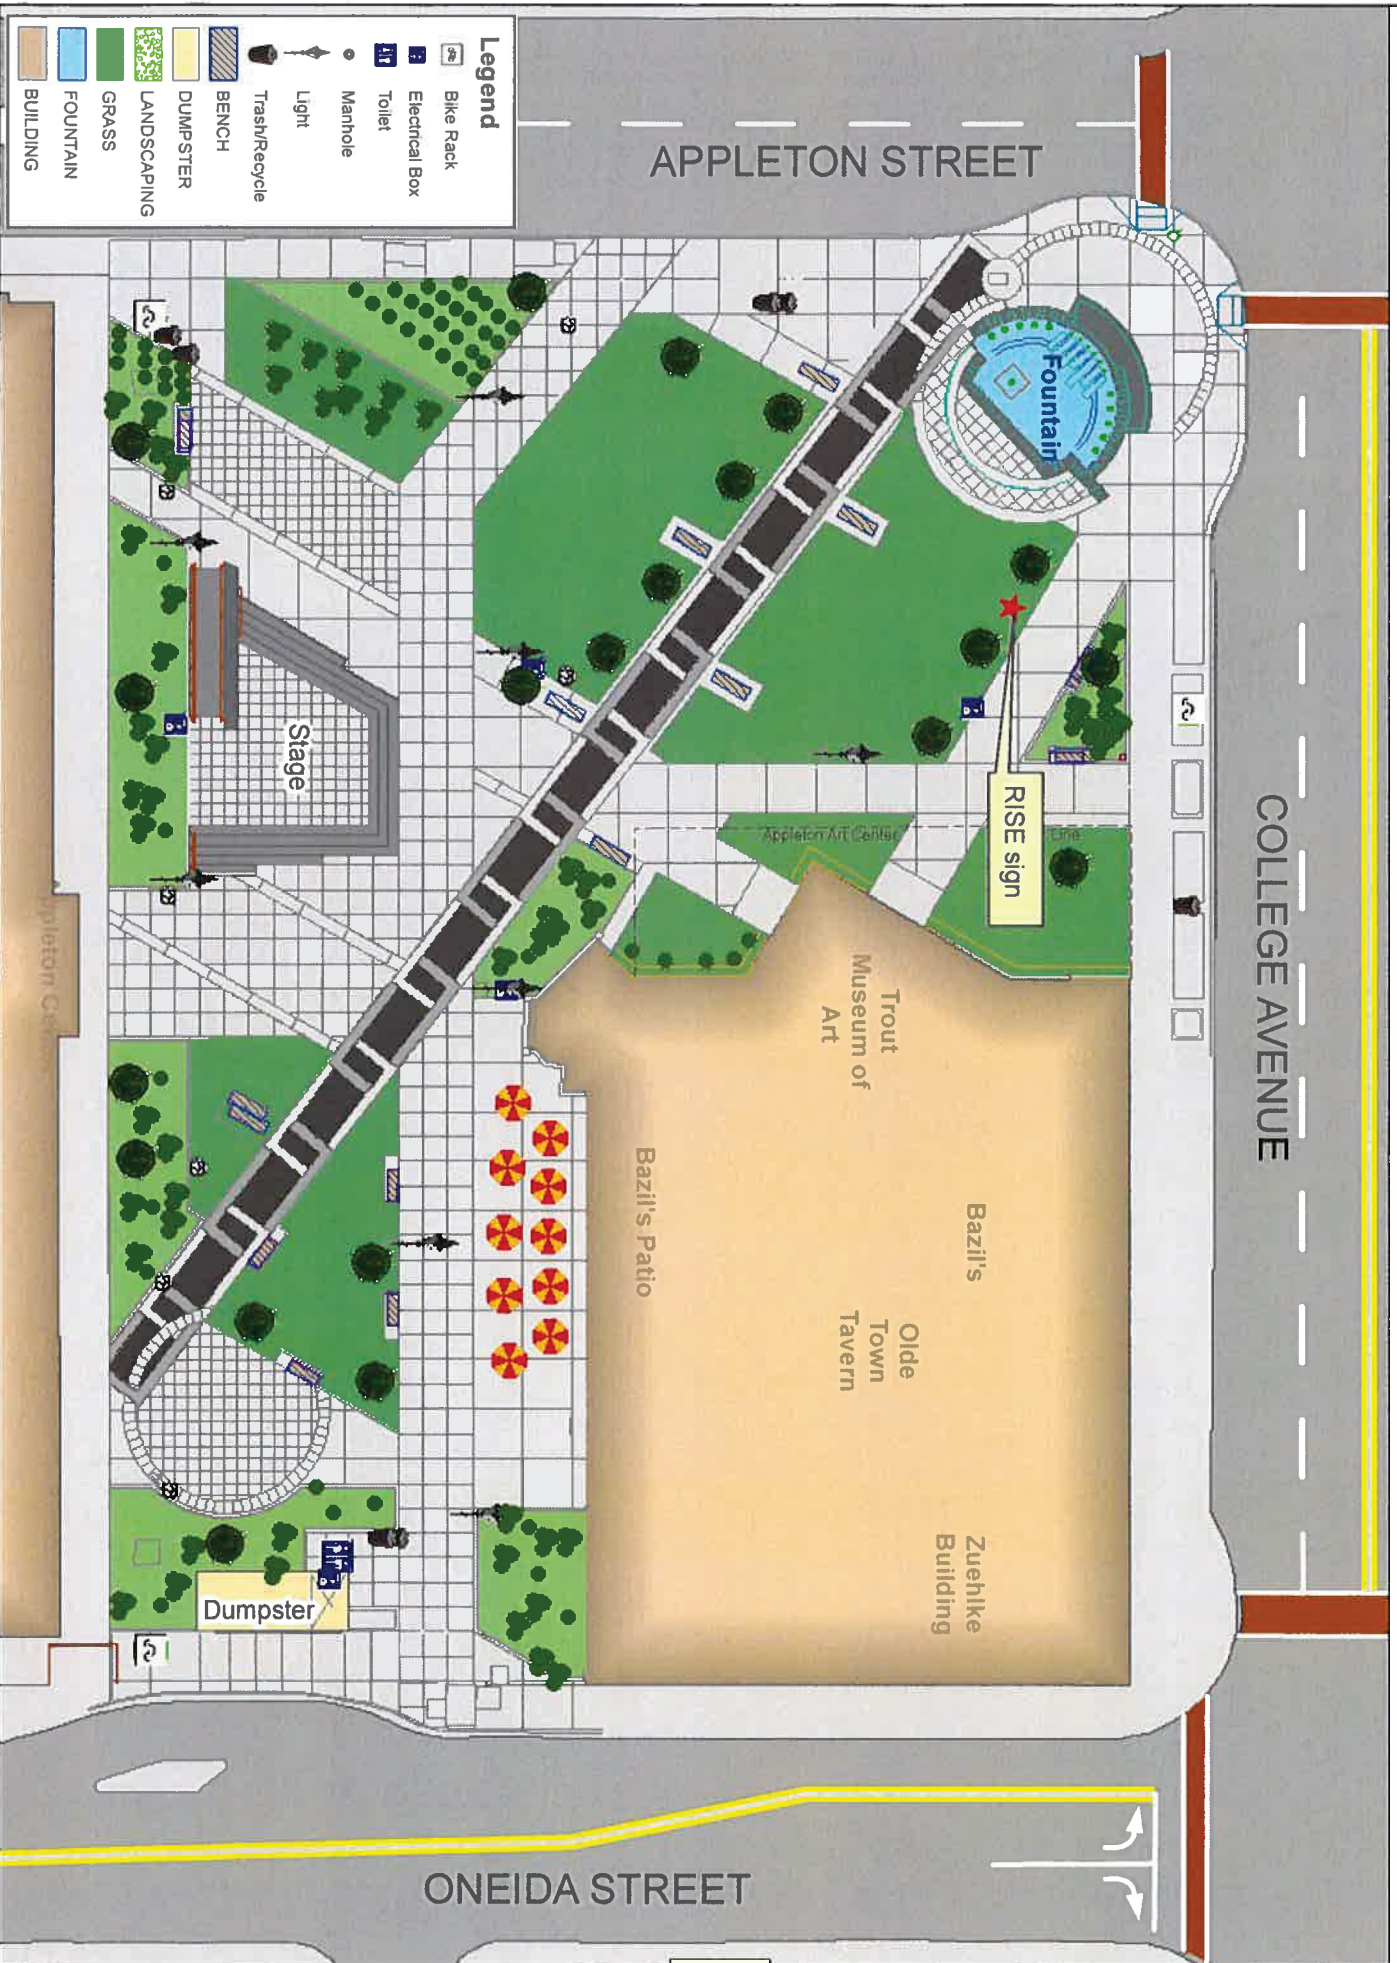 COLLEGE AVENUE
APPLETON STREET
ONEIDA STREET
Fountain
RISE sign
Appleton Art Center
Line
Trout
Museum of
Art
Bazil's
Olde
Town
Tavern
Zuehlke
Building
Bazil's Patio
Stage
Dumpster
Legend
Bike Rack
Electrical Box
Toilet
Manhole
Light
Trash/Recycle
BENCH
DUMPSTER
LANDSCAPING
GRASS
FOUNTAIN
BUILDING